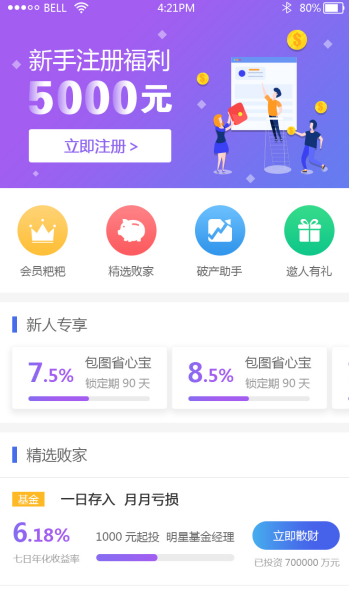 BELL 4:21PM 80%
新手注册福利
5000元
立即注册 >
会员粑粑 精选败家 破产助手 邀人有礼
新人专享
7.5% 包图省心宝
锁定期 90 天
8.5% 包图省心宝
锁定期 90 天
精选败家
基金 一日存入 月月亏损
6.18% 1000 元起投 明星基金经理 立即散财
七日年化收益率 已投资 700000 万元